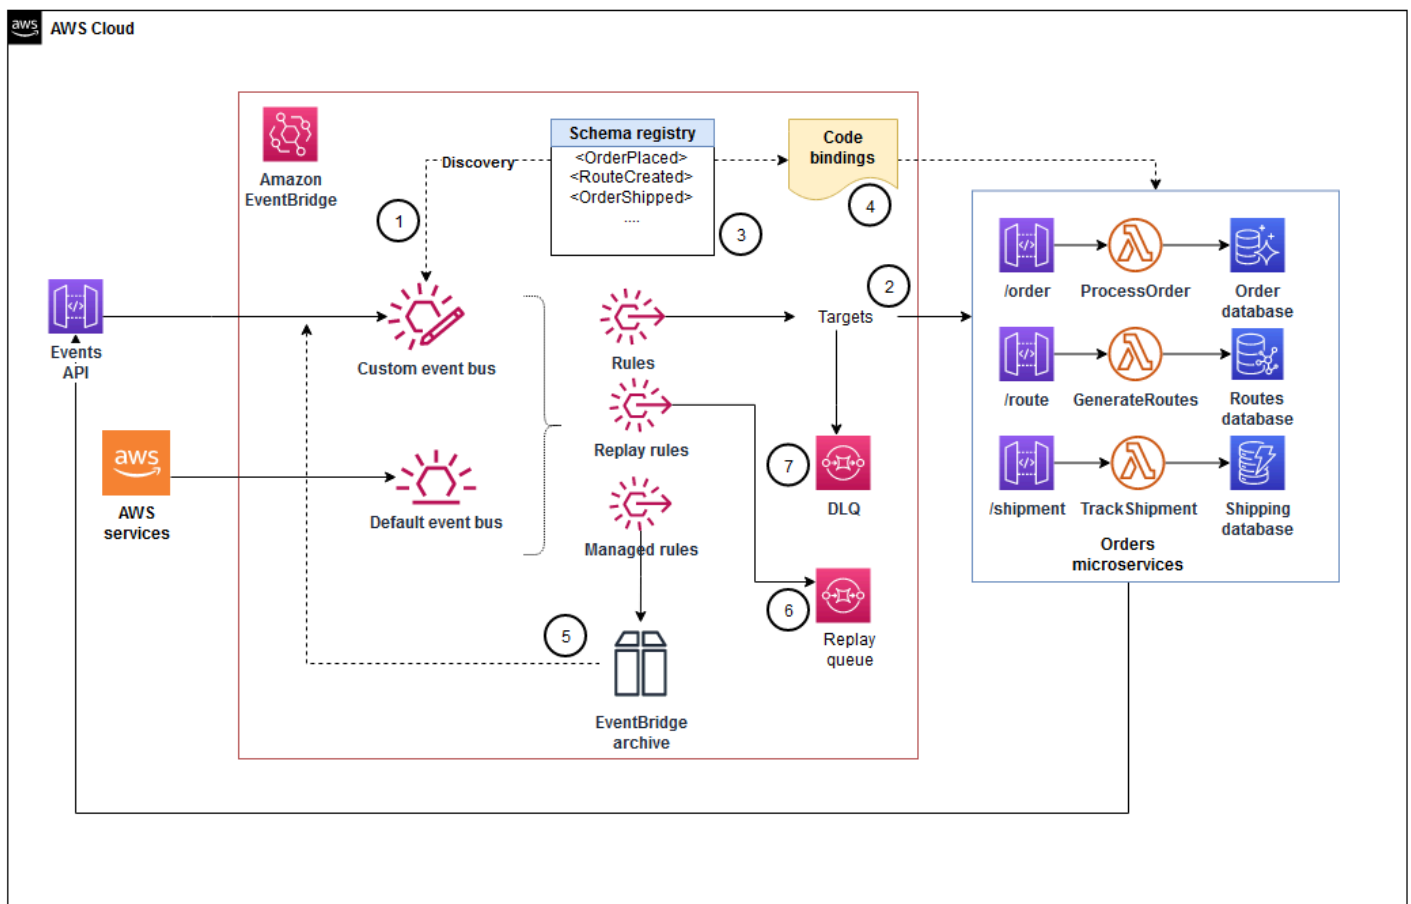 aws
AWS Cloud
Amazon
EventBridge
Schema registry
<OrderPlaced>
<RouteCreated>
<OrderShipped>
....
Discovery
Code
bindings
1
3
4
2
Events
API
Custom event bus
Rules
Targets
Replay rules
aws
AWS
services
Default event bus
Managed rules
7
DLQ
5
6
Replay
queue
EventBridge
archive
/order
ProcessOrder
Order
database
/route
GenerateRoutes
Routes
database
/shipment
TrackShipment
Shipping
database
Orders
microservices